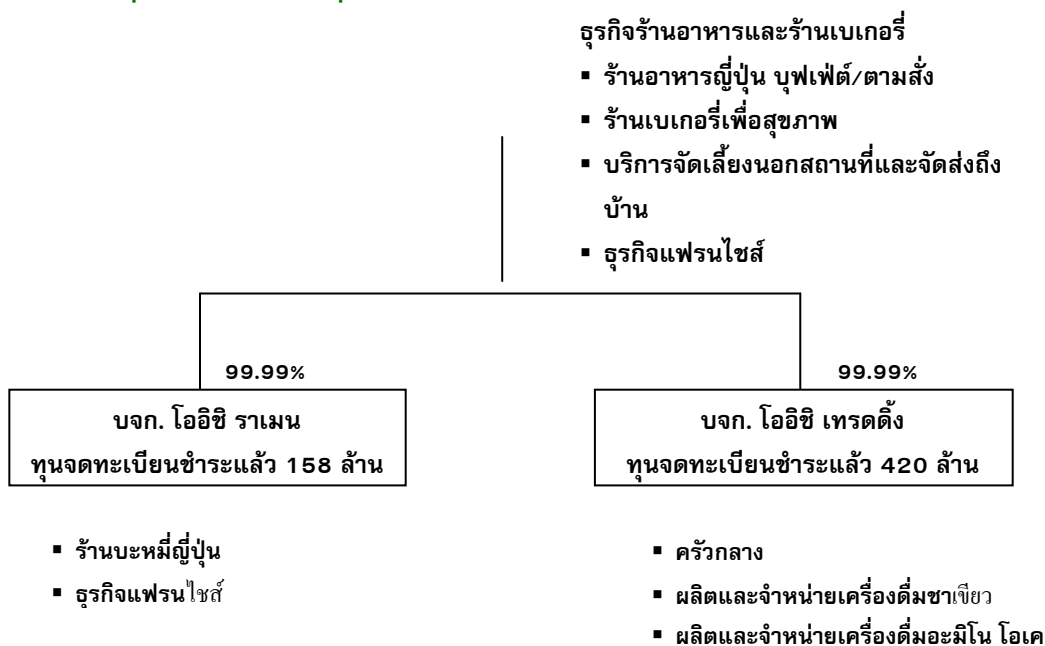 ธุรกิจร้านอาหารและร้านเบเกอรี่
▪ ร้านอาหารญี่ปุ่น บุฟเฟ่ต์/ตามสั่ง
▪ ร้านเบเกอรี่เพื่อสุขภาพ
▪ บริการจัดเลี้ยงนอกสถานที่และจัดส่งถึง
บ้าน
▪ ธุรกิจแฟรนไชส์
99.99%
99.99%
บจก. โออิชิ ราเมน
ทุนจดทะเบียนชำระแล้ว 158 ล้าน
บจก. โออิชิ เทรดดิ้ง
ทุนจดทะเบียนชำระแล้ว 420 ล้าน
▪ ร้านบะหมี่ญี่ปุ่น
▪ ธุรกิจแฟรนไชส์
▪ ครัวกลาง
▪ ผลิตและจำหน่ายเครื่องดื่มชาเขียว
▪ ผลิตและจำหน่ายเครื่องดื่มอะมิโน โอเค